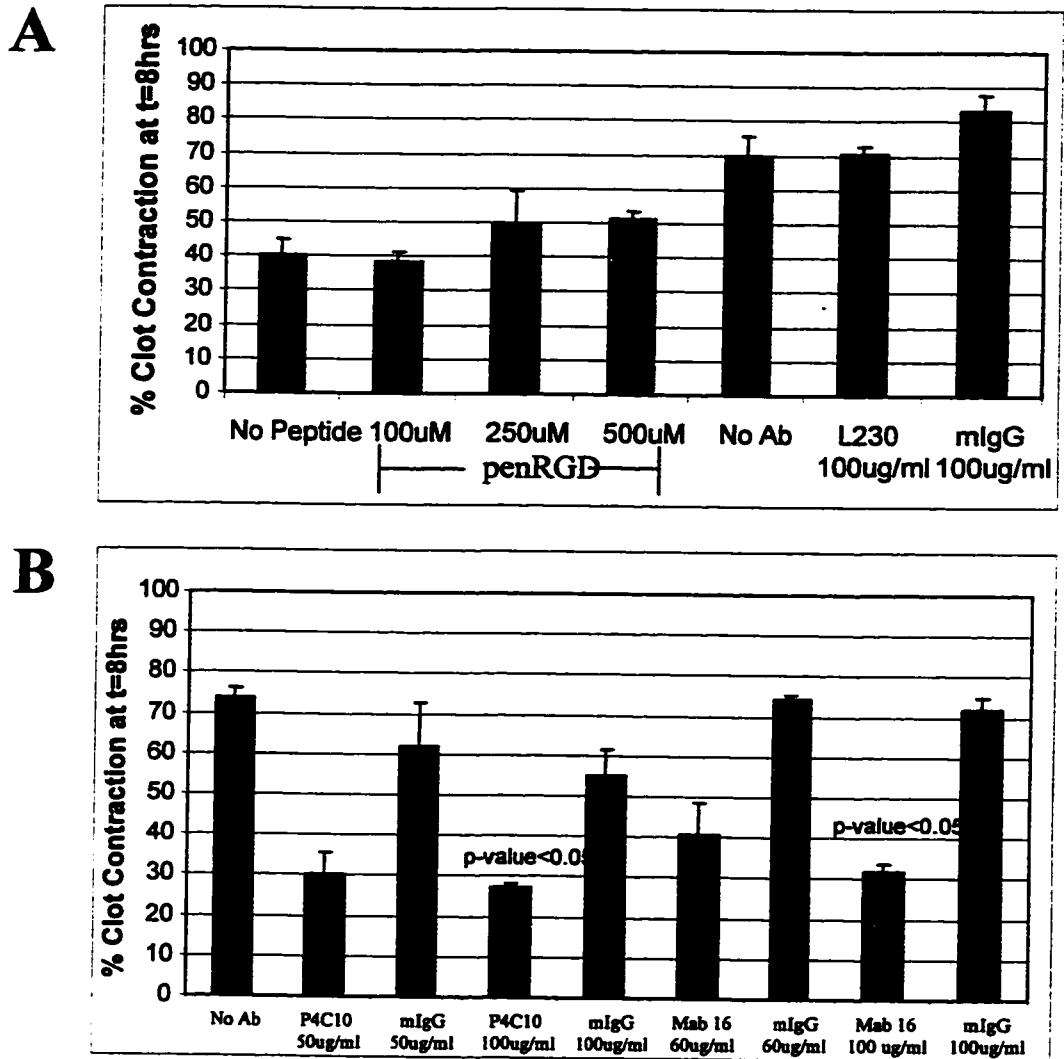 A
% Clot Contraction at t=8hrs
100
90
80
70
60
50
40
30
20
10
0
No Peptide 100uM 250uM 500uM No Ab L230 mIgG
100ug/ml 100ug/ml
penRGD
B
% Clot Contraction at t=8hrs
100
90
80
70
60
50
40
30
20
10
0
p-value<0.05
p-value<0.05
No Ab P4C10 mIgG P4C10 mIgG Mab 16 mIgG Mab 16 mIgG
50ug/ml 50ug/ml 100ug/ml 100ug/ml 60ug/ml 60ug/ml 100 ug/ml 100ug/ml